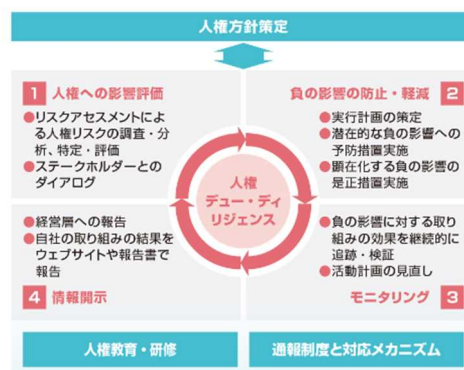 人権方針策定
1 人権への影響評価
●リスクアセスメントによ
る人権リスクの調査・分
析、特定・評価
●ステークホルダーとの
ダイアログ
負の影響の防止・軽減 2
●実行計画の策定
●潜在的な負の影響への
予防措置実施
●顕在化する負の影響の
是正措置実施
人権
デュー・ディ
リジェンス
●経営層への報告
●自社の取り組みの結果を
ウェブサイトや報告書で
報告
4 情報開示
●負の影響に対する取り
組みの効果を継続的に
追跡・検証
●活動計画の見直し
モニタリング 3
人権教育・研修
通報制度と対応メカニズム